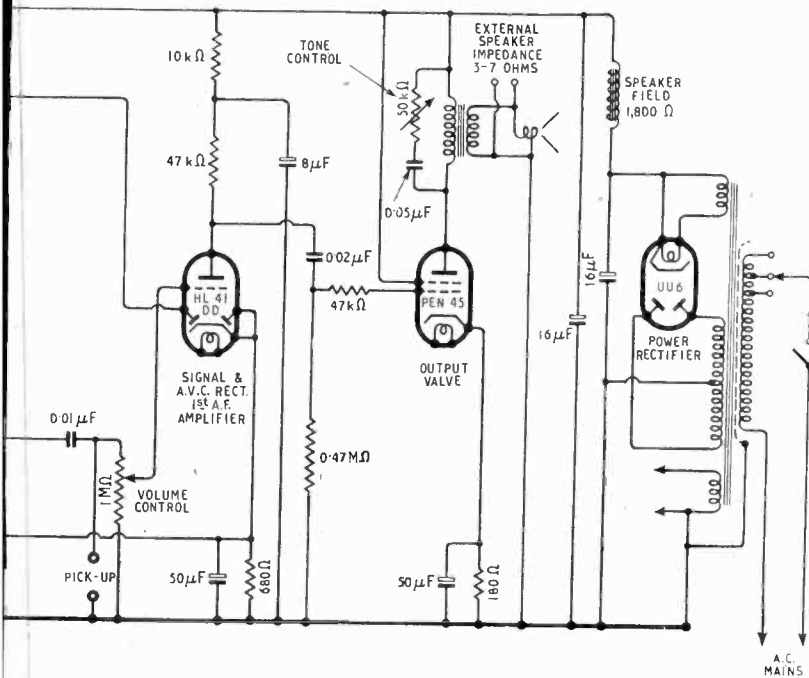 10kΩ
TONE
CONTROL
EXTERNAL
SPEAKER
IMPEDANCE
3-7 OHMS
50kΩ
SPEAKER
FIELD
1,800 Ω
47kΩ
8μF
0·05μF
0·02μF
HL 41
DD
47kΩ
PEN 45
16μF
16μF
UU6
POWER
RECTIFIER
SIGNAL &
A.V.C. RECT.
1st A.F.
AMPLIFIER
OUTPUT
VALVE
0·01μF
1MΩ
VOLUME
CONTROL
0·47MΩ
PICK-UP
50μF
680Ω
50μF
180Ω
A.C.
MAINS